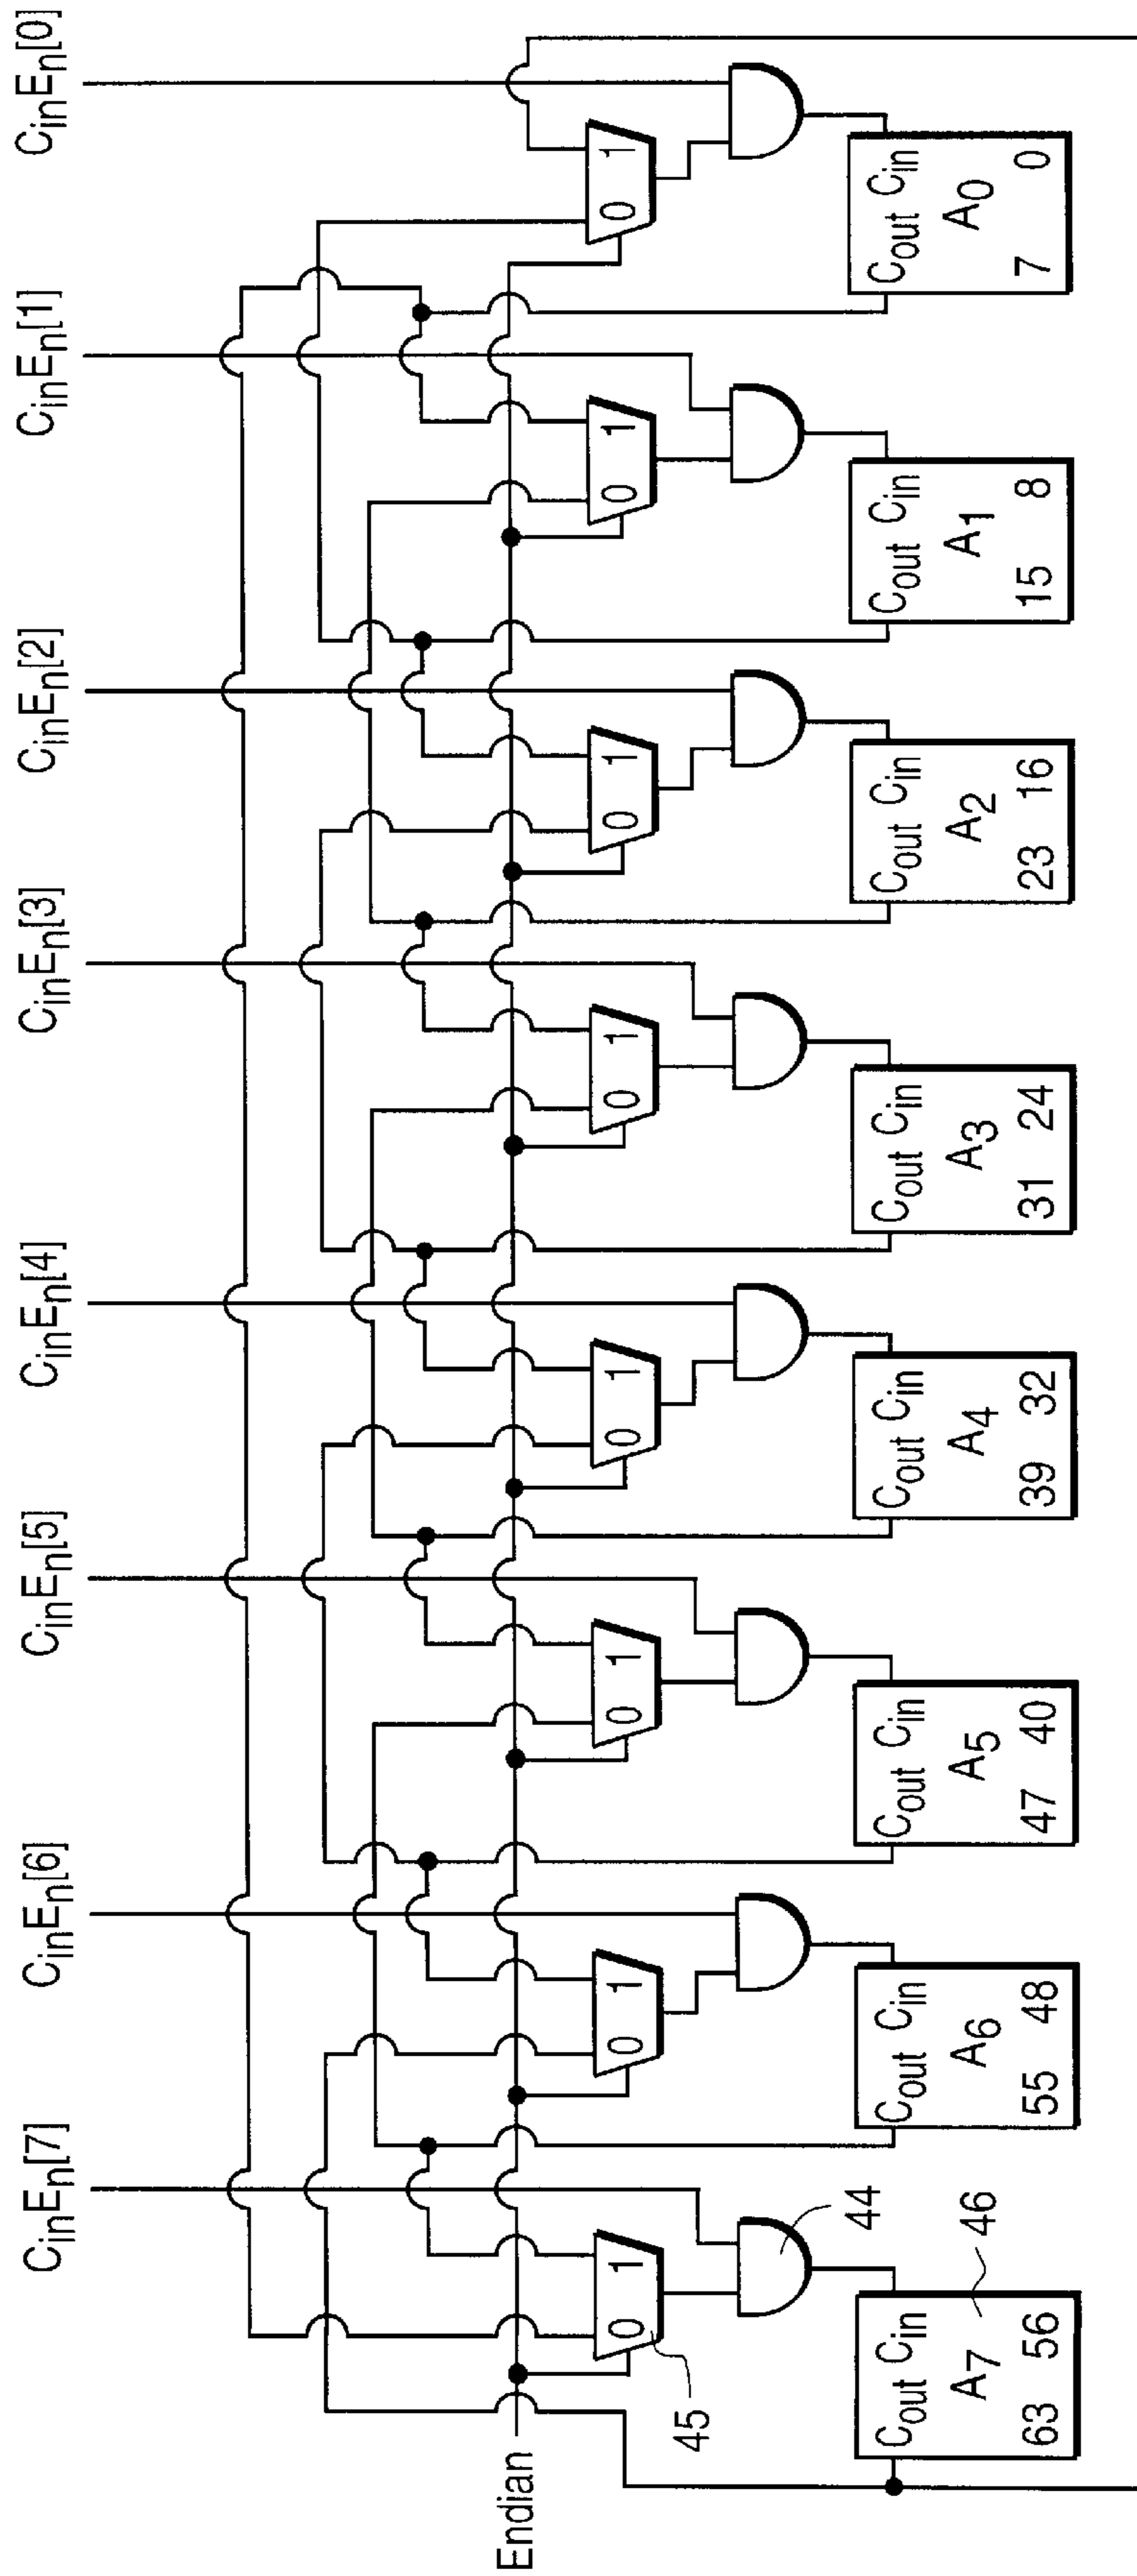 CinEn[7] CinEn[6] CinEn[5] CinEn[4] CinEn[3] CinEn[2] CinEn[1] CinEn[0]
Endian
0 1 0 1 0 1 0 1 0 1 0 1 0 1 0 1
45
44
Cout Cin Cout Cin Cout Cin Cout Cin Cout Cin Cout Cin Cout Cin Cout Cin
A7 A6 A5 A4 A3 A2 A1 A0
46
63 56 55 48 47 40 39 32 31 24 23 16 15 8 7 0